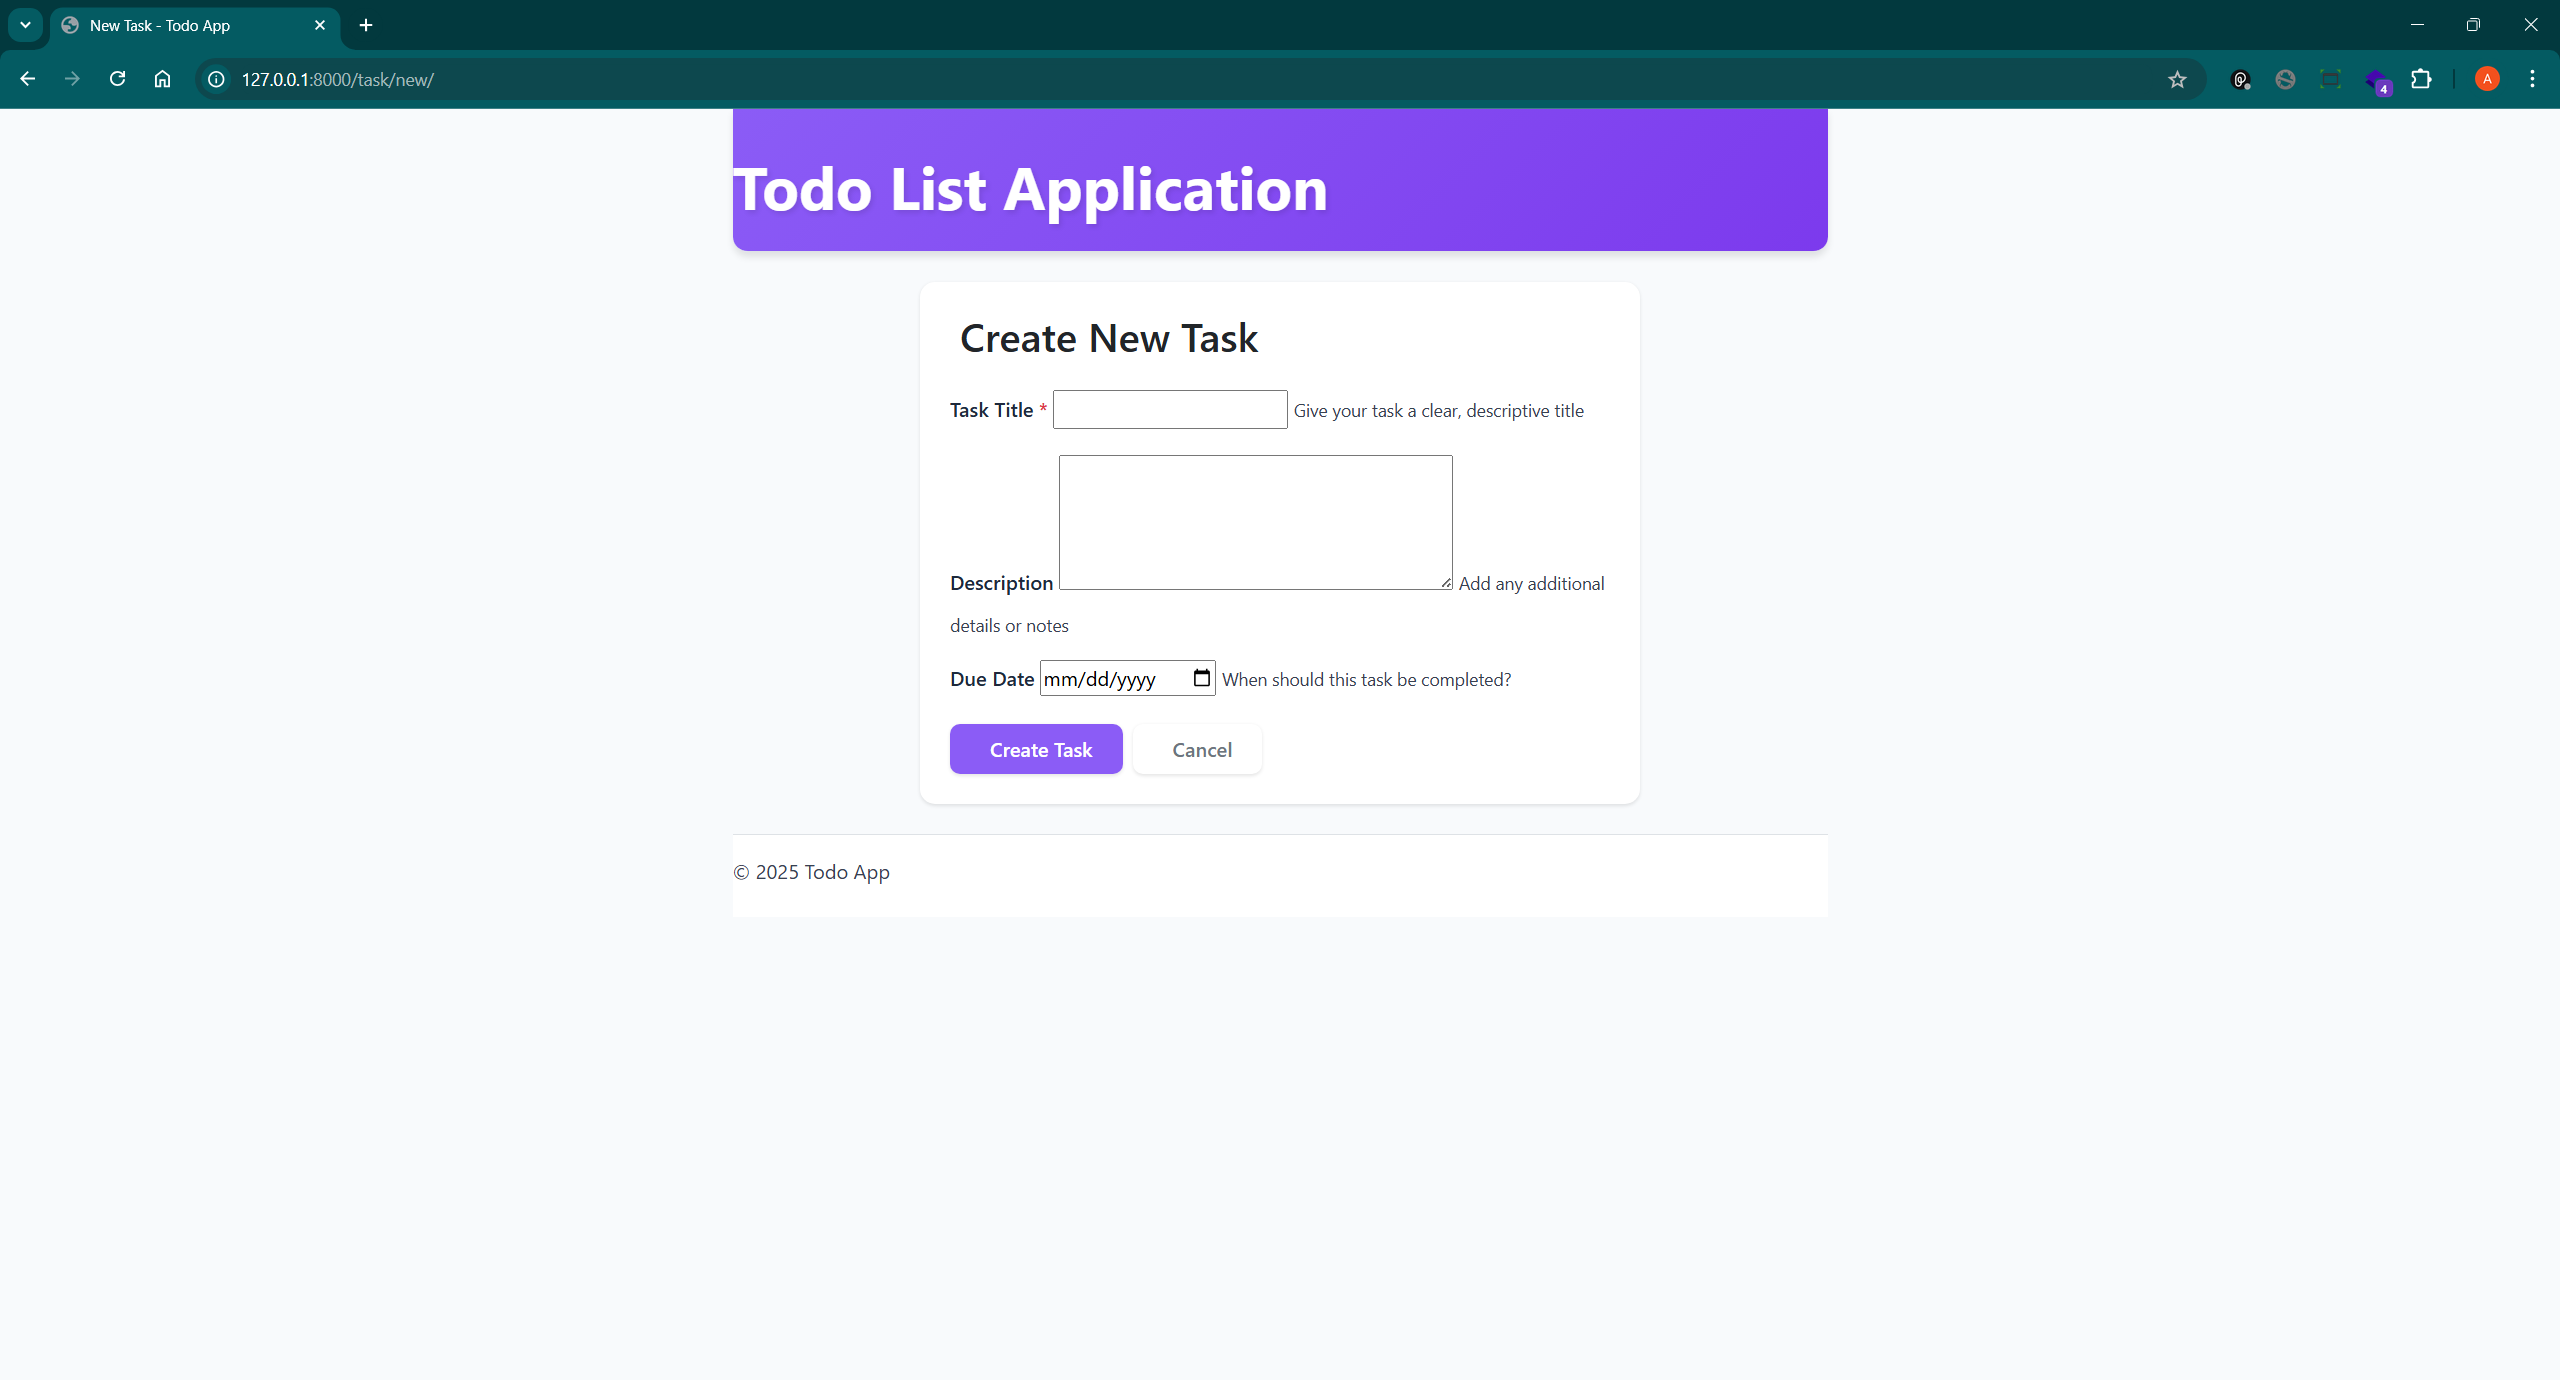 New Task - Todo App
127.0.0.1:8000/task/new/
4
A
Todo List Application
Create New Task
Task Title * Give your task a clear, descriptive title
Description Add any additional
details or notes
Due Date mm/dd/yyyy When should this task be completed?
Create Task Cancel
© 2025 Todo App